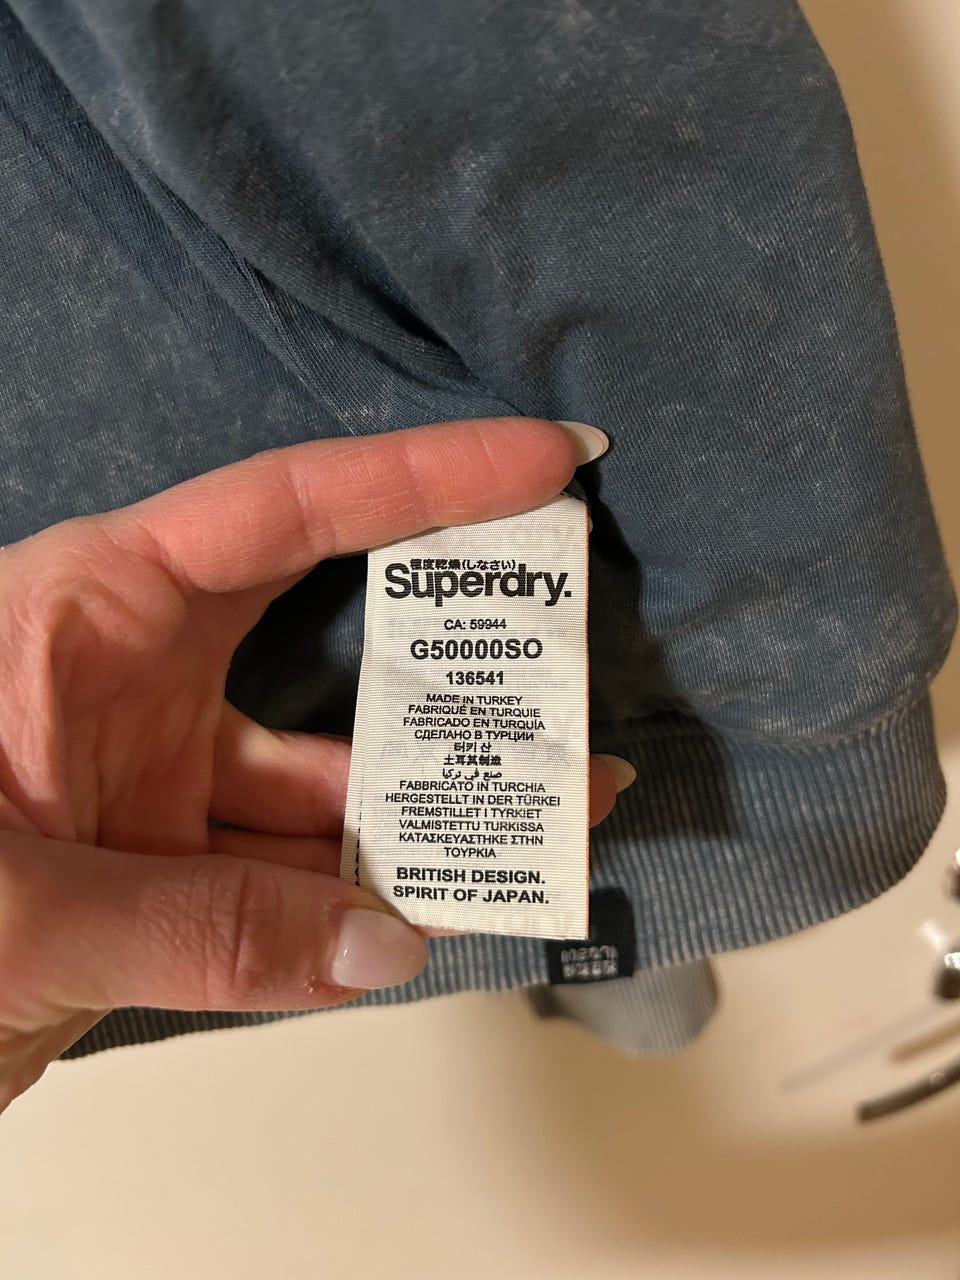 極度乾燥(しなさい)
Superdry.
CA: 59944
G50000SO
136541
MADE IN TURKEY
FABRIQUÉ EN TURQUIE
FABRICADO EN TURQUÍA
СДЕЛАНО В ТУРЦИИ
터키 산
土耳其制造
صنع في تركيا
FABBRICATO IN TURCHIA
HERGESTELLT IN DER TÜRKEI
FREMSTILLET I TYRKIET
VALMISTETTU TURKISSA
ΚΑΤΑΣΚΕΥΑΣΤΗΚΕ ΣΤΗΝ
ΤΟΥΡΚΙΑ
BRITISH DESIGN.
SPIRIT OF JAPAN.